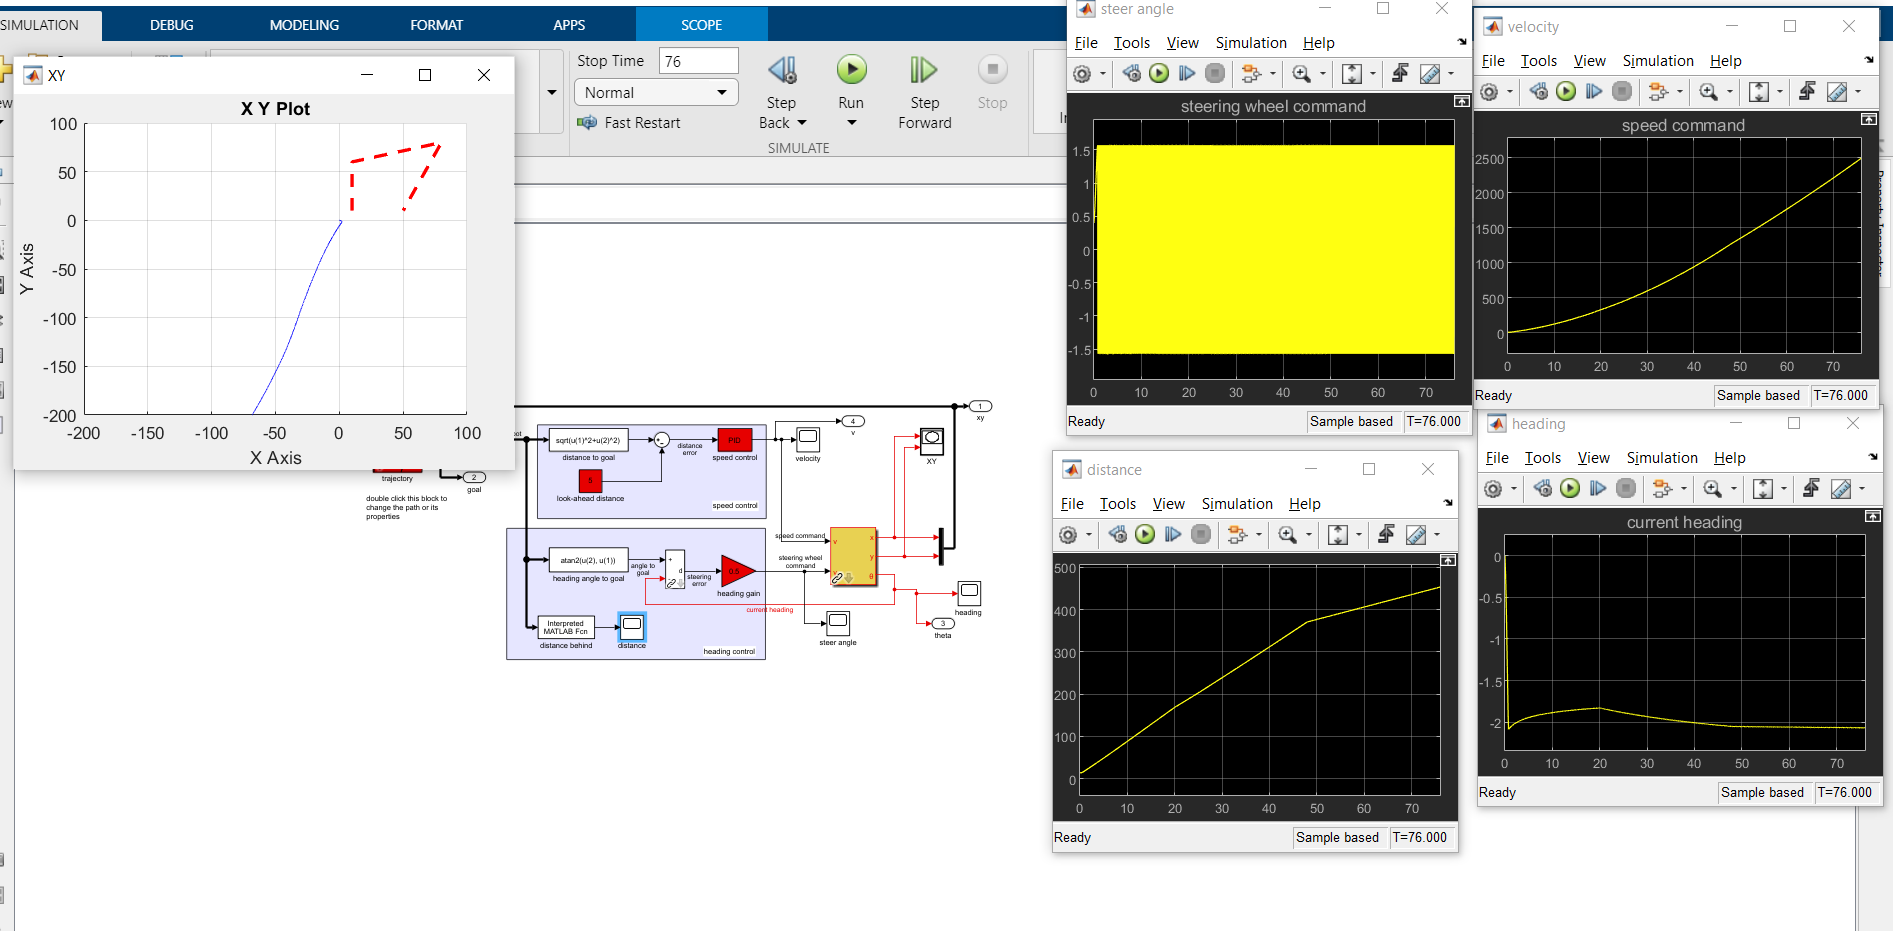 SIMULATION
DEBUG
MODELING
FORMAT
APPS
SCOPE
Stop Time 76
Normal
Fast Restart
Step
Back
Run
Step
Forward
Stop
SIMULATE
XY
X Y Plot
100
50
0
-50
-100
-150
-200
-200 -150 -100 -50 0 50 100
X Axis
Y Axis
steer angle
File Tools View Simulation Help
steering wheel command
1.5
1
0.5
0
-0.5
-1
-1.5
0 10 20 30 40 50 60 70
Ready
Sample based T=76.000
velocity
File Tools View Simulation Help
speed command
2500
2000
1500
1000
500
0
0 10 20 30 40 50 60 70
Ready
Sample based T=76.000
distance
File Tools View Simulation Help
500
400
300
200
100
0
0 10 20 30 40 50 60 70
Ready
Sample based T=76.000
heading
File Tools View Simulation Help
current heading
0
-0.5
-1
-1.5
-2
0 10 20 30 40 50 60 70
Ready
Sample based T=76.000
trajectory
2
goal
double click this block to
change the path or its
properties
sqrt(u(1)^2+u(2)^2)
distance to goal
look-ahead distance
distance
error
PID
speed control
speed control
velocity
4
v
XY
1
xy
atan2(u(2), u(1))
heading angle to goal
angle to
goal
+
-
d
steering
error
0.5
heading gain
speed command
steering wheel
command
v
x
y
θ
current heading
Interpreted
MATLAB Fcn
distance behind
distance
heading control
steer angle
heading
3
theta